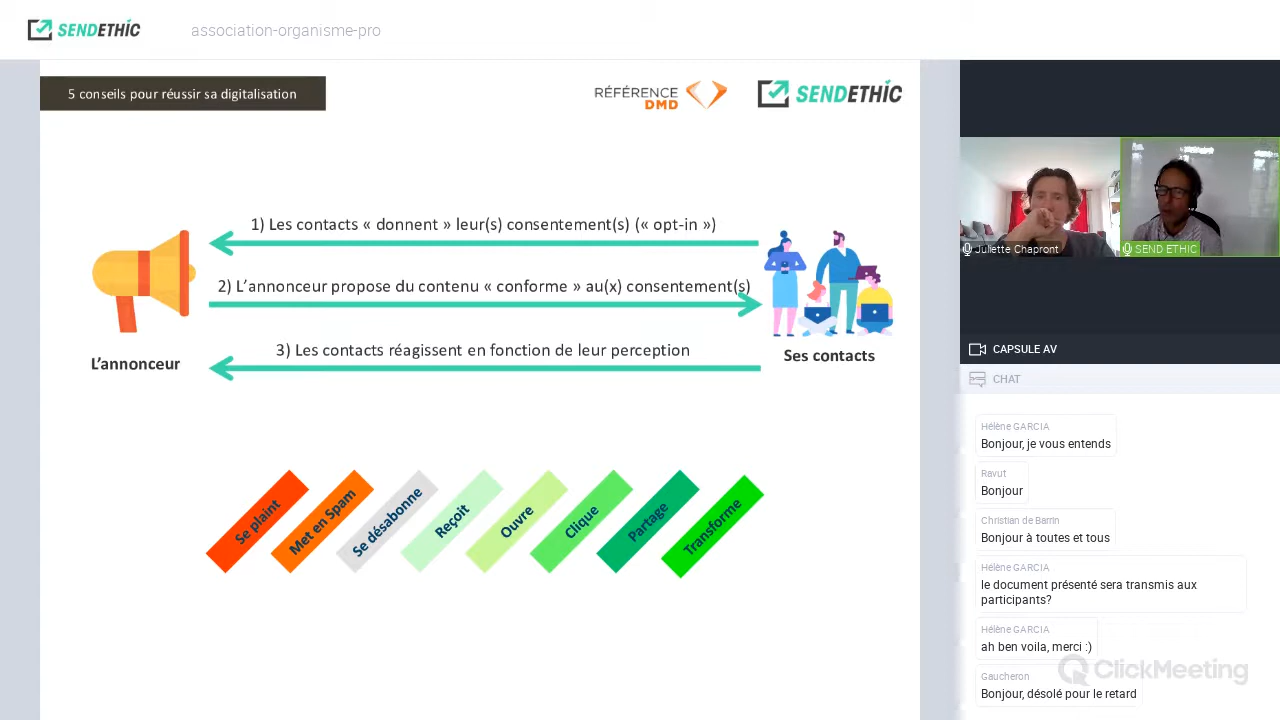 SENDETHIC
association-organisme-pro
5 conseils pour réussir sa digitalisation
RÉFÉRENCE
DMD
SENDETHIC
1) Les contacts « donnent » leur(s) consentement(s) (« opt-in »)
2) L’annonceur propose du contenu « conforme » au(x) consentement(s)
3) Les contacts réagissent en fonction de leur perception
L’annonceur
Ses contacts
Se plaint
Met en Spam
Se désabonne
Reçoit
Ouvre
Clique
Partage
Transforme
Juliette Chapront
SEND ETHIC
CAPSULE AV
CHAT
Hélène GARCIA
Bonjour, je vous entends
Ravut
Bonjour
Christian de Barrin
Bonjour à toutes et tous
Hélène GARCIA
le document présenté sera transmis aux
participants?
Hélène GARCIA
ah ben voila, merci :)
ClickMeeting
Gaucheron
Bonjour, désolé pour le retard